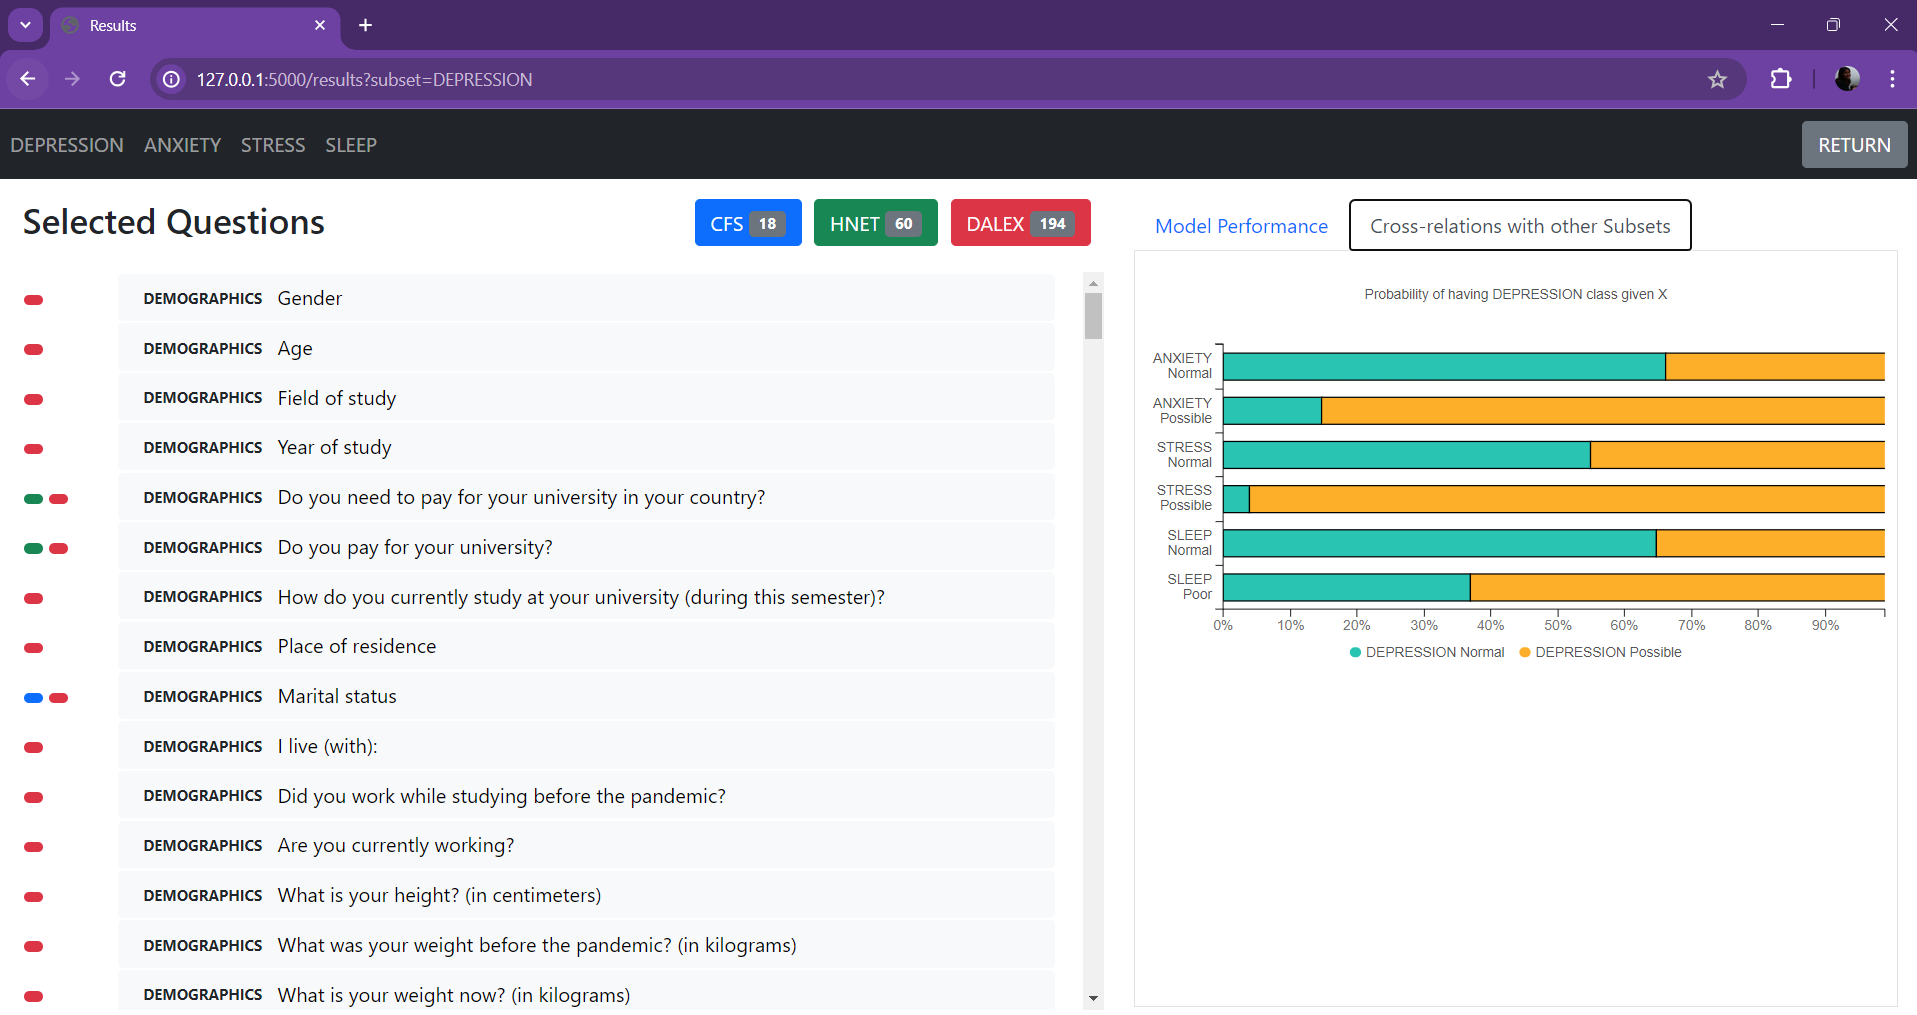 Results
127.0.0.1:5000/results?subset=DEPRESSION
DEPRESSION ANXIETY STRESS SLEEP RETURN
Selected Questions
CFS 18 HNET 60 DALEX 194
DEMOGRAPHICS Gender
DEMOGRAPHICS Age
DEMOGRAPHICS Field of study
DEMOGRAPHICS Year of study
DEMOGRAPHICS Do you need to pay for your university in your country?
DEMOGRAPHICS Do you pay for your university?
DEMOGRAPHICS How do you currently study at your university (during this semester)?
DEMOGRAPHICS Place of residence
DEMOGRAPHICS Marital status
DEMOGRAPHICS I live (with):
DEMOGRAPHICS Did you work while studying before the pandemic?
DEMOGRAPHICS Are you currently working?
DEMOGRAPHICS What is your height? (in centimeters)
DEMOGRAPHICS What was your weight before the pandemic? (in kilograms)
DEMOGRAPHICS What is your weight now? (in kilograms)
Model Performance Cross-relations with other Subsets
Probability of having DEPRESSION class given X
ANXIETY
Normal
ANXIETY
Possible
STRESS
Normal
STRESS
Possible
SLEEP
Normal
SLEEP
Poor
0% 10% 20% 30% 40% 50% 60% 70% 80% 90%
DEPRESSION Normal DEPRESSION Possible